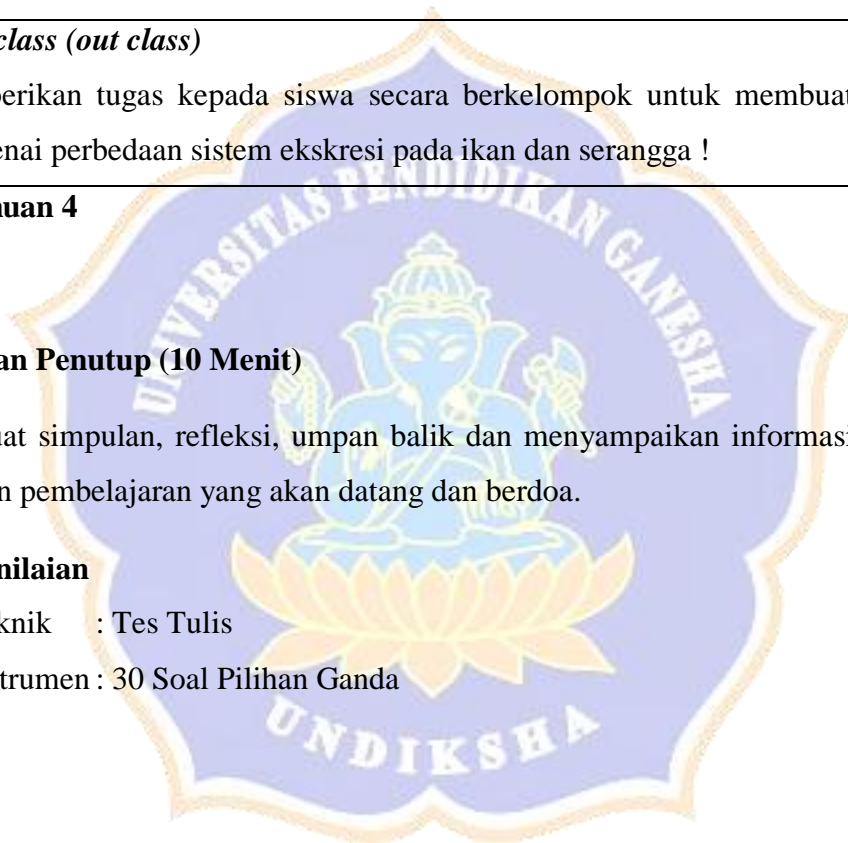 class (out class)
berikan tugas kepada siswa secara berkelompok untuk membuat
enai perbedaan sistem ekskresi pada ikan dan serangga !
nuan 4
an Penutup (10 Menit)
uat simpulan, refleksi, umpan balik dan menyampaikan informasi
n pembelajaran yang akan datang dan berdoa.
nilaian
knik : Tes Tulis
trumen : 30 Soal Pilihan Ganda
UNIVERSITAS PENDIDIKAN GANESHA
UNDIKSHA